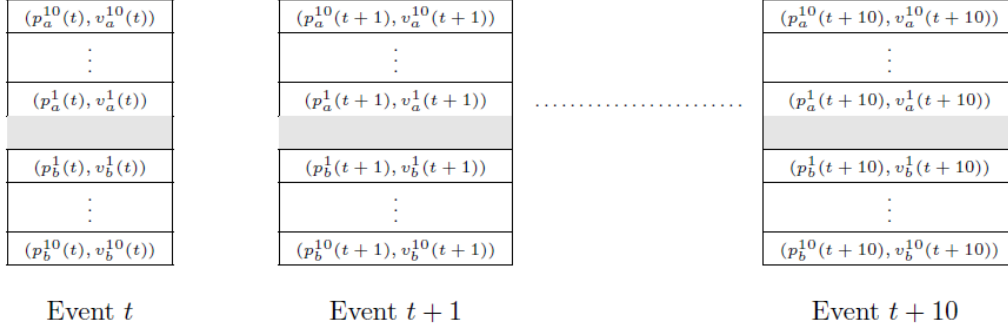 (p_a^{10}(t), v_a^{10}(t)) (p_a^{10}(t + 1), v_a^{10}(t + 1)) (p_a^{10}(t + 10), v_a^{10}(t + 10))
⋮ ⋮ ⋮
(p_a^1(t), v_a^1(t)) (p_a^1(t + 1), v_a^1(t + 1)) ........................ (p_a^1(t + 10), v_a^1(t + 10))
(p_b^1(t), v_b^1(t)) (p_b^1(t + 1), v_b^1(t + 1)) (p_b^1(t + 10), v_b^1(t + 10))
⋮ ⋮ ⋮
(p_b^{10}(t), v_b^{10}(t)) (p_b^{10}(t + 1), v_b^{10}(t + 1)) (p_b^{10}(t + 10), v_b^{10}(t + 10))
Event t Event t + 1 Event t + 10